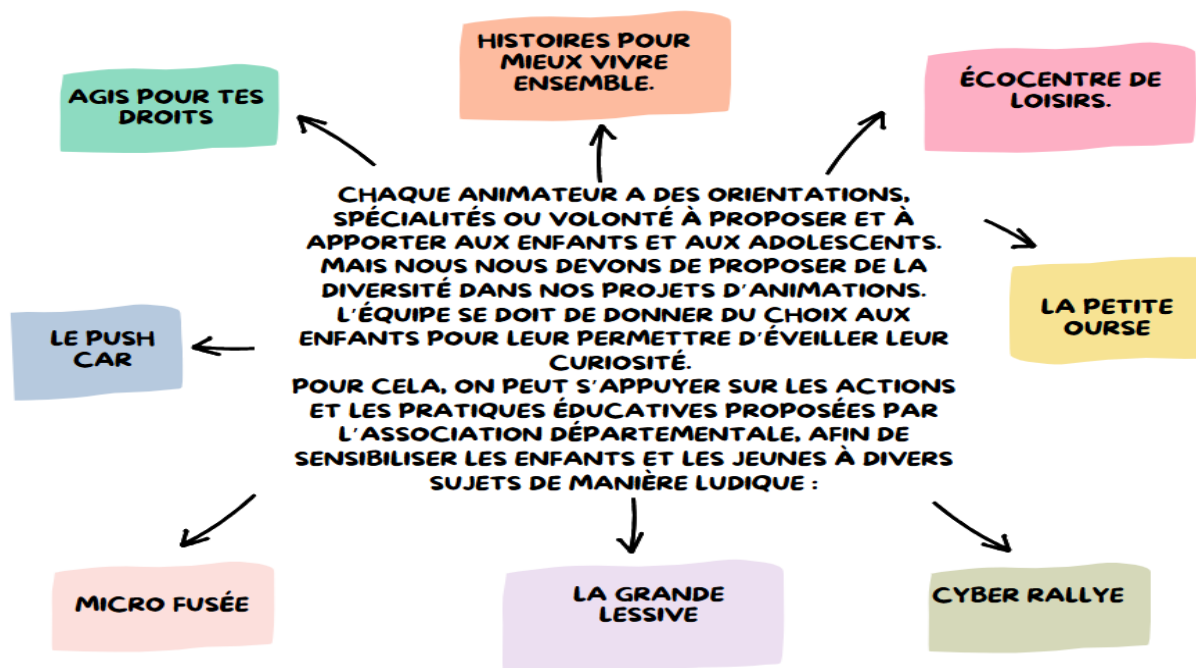 HISTOIRES POUR
MIEUX VIVRE
ENSEMBLE.
AGIS POUR TES
DROITS
ÉCOCENTRE DE
LOISIRS.
CHAQUE ANIMATEUR A DES ORIENTATIONS,
SPÉCIALITÉS OU VOLONTÉ À PROPOSER ET À
APPORTER AUX ENFANTS ET AUX ADOLESCENTS.
MAIS NOUS NOUS DEVONS DE PROPOSER DE LA
DIVERSITÉ DANS NOS PROJETS D'ANIMATIONS.
L'ÉQUIPE SE DOIT DE DONNER DU CHOIX AUX
ENFANTS POUR LEUR PERMETTRE D'ÉVEILLER LEUR
CURIOSITÉ.
POUR CELA, ON PEUT S'APPUYER SUR LES ACTIONS
ET LES PRATIQUES ÉDUCATIVES PROPOSÉES PAR
L'ASSOCIATION DÉPARTEMENTALE, AFIN DE
SENSIBILISER LES ENFANTS ET LES JEUNES À DIVERS
SUJETS DE MANIÈRE LUDIQUE :
LA PETITE
OURSE
LE PUSH
CAR
MICRO FUSÉE
LA GRANDE
LESSIVE
CYBER RALLYE